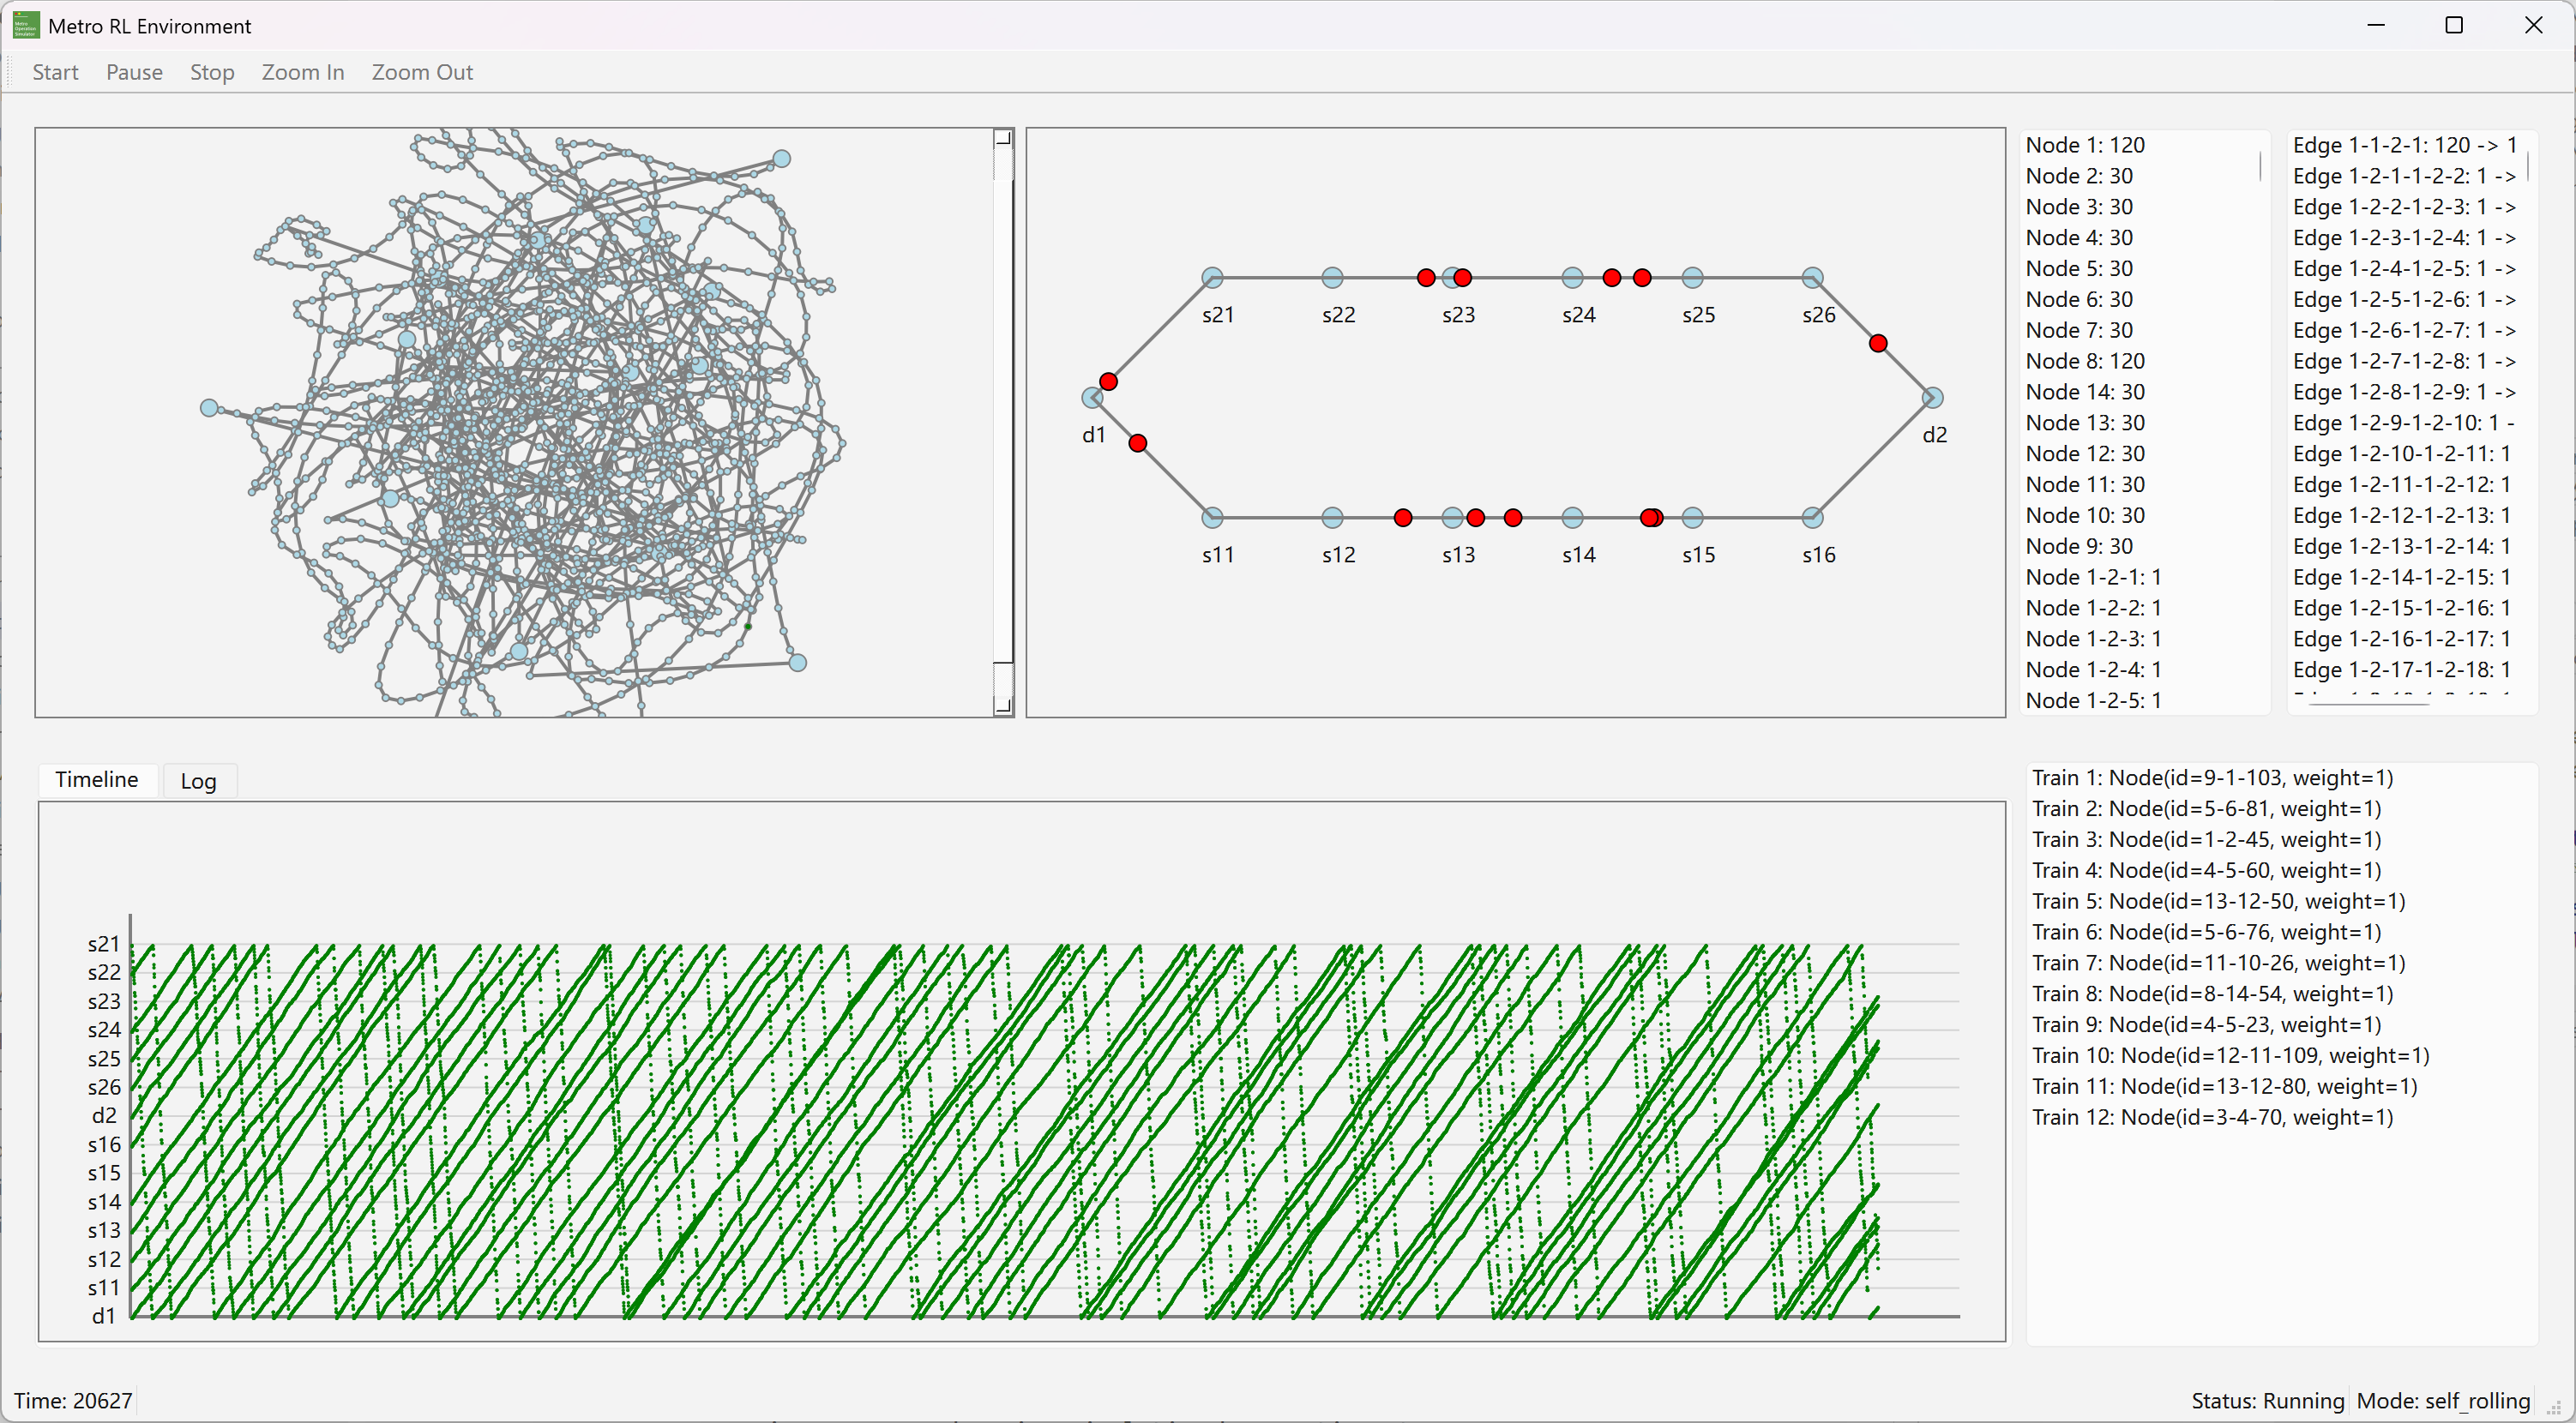 Metro RL Environment
Start Pause Stop Zoom In Zoom Out
s21 s22 s23 s24 s25 s26
d1 d2
s11 s12 s13 s14 s15 s16
Node 1: 120
Node 2: 30
Node 3: 30
Node 4: 30
Node 5: 30
Node 6: 30
Node 7: 30
Node 8: 120
Node 14: 30
Node 13: 30
Node 12: 30
Node 11: 30
Node 10: 30
Node 9: 30
Node 1-2-1: 1
Node 1-2-2: 1
Node 1-2-3: 1
Node 1-2-4: 1
Node 1-2-5: 1
Edge 1-1-2-1: 120 -> 1
Edge 1-2-1-1-2-2: 1 ->
Edge 1-2-2-1-2-3: 1 ->
Edge 1-2-3-1-2-4: 1 ->
Edge 1-2-4-1-2-5: 1 ->
Edge 1-2-5-1-2-6: 1 ->
Edge 1-2-6-1-2-7: 1 ->
Edge 1-2-7-1-2-8: 1 ->
Edge 1-2-8-1-2-9: 1 ->
Edge 1-2-9-1-2-10: 1 -
Edge 1-2-10-1-2-11: 1
Edge 1-2-11-1-2-12: 1
Edge 1-2-12-1-2-13: 1
Edge 1-2-13-1-2-14: 1
Edge 1-2-14-1-2-15: 1
Edge 1-2-15-1-2-16: 1
Edge 1-2-16-1-2-17: 1
Edge 1-2-17-1-2-18: 1
Timeline Log
s21
s22
s23
s24
s25
s26
d2
s16
s15
s14
s13
s12
s11
d1
Train 1: Node(id=9-1-103, weight=1)
Train 2: Node(id=5-6-81, weight=1)
Train 3: Node(id=1-2-45, weight=1)
Train 4: Node(id=4-5-60, weight=1)
Train 5: Node(id=13-12-50, weight=1)
Train 6: Node(id=5-6-76, weight=1)
Train 7: Node(id=11-10-26, weight=1)
Train 8: Node(id=8-14-54, weight=1)
Train 9: Node(id=4-5-23, weight=1)
Train 10: Node(id=12-11-109, weight=1)
Train 11: Node(id=13-12-80, weight=1)
Train 12: Node(id=3-4-70, weight=1)
Time: 20627
Status: Running Mode: self_rolling